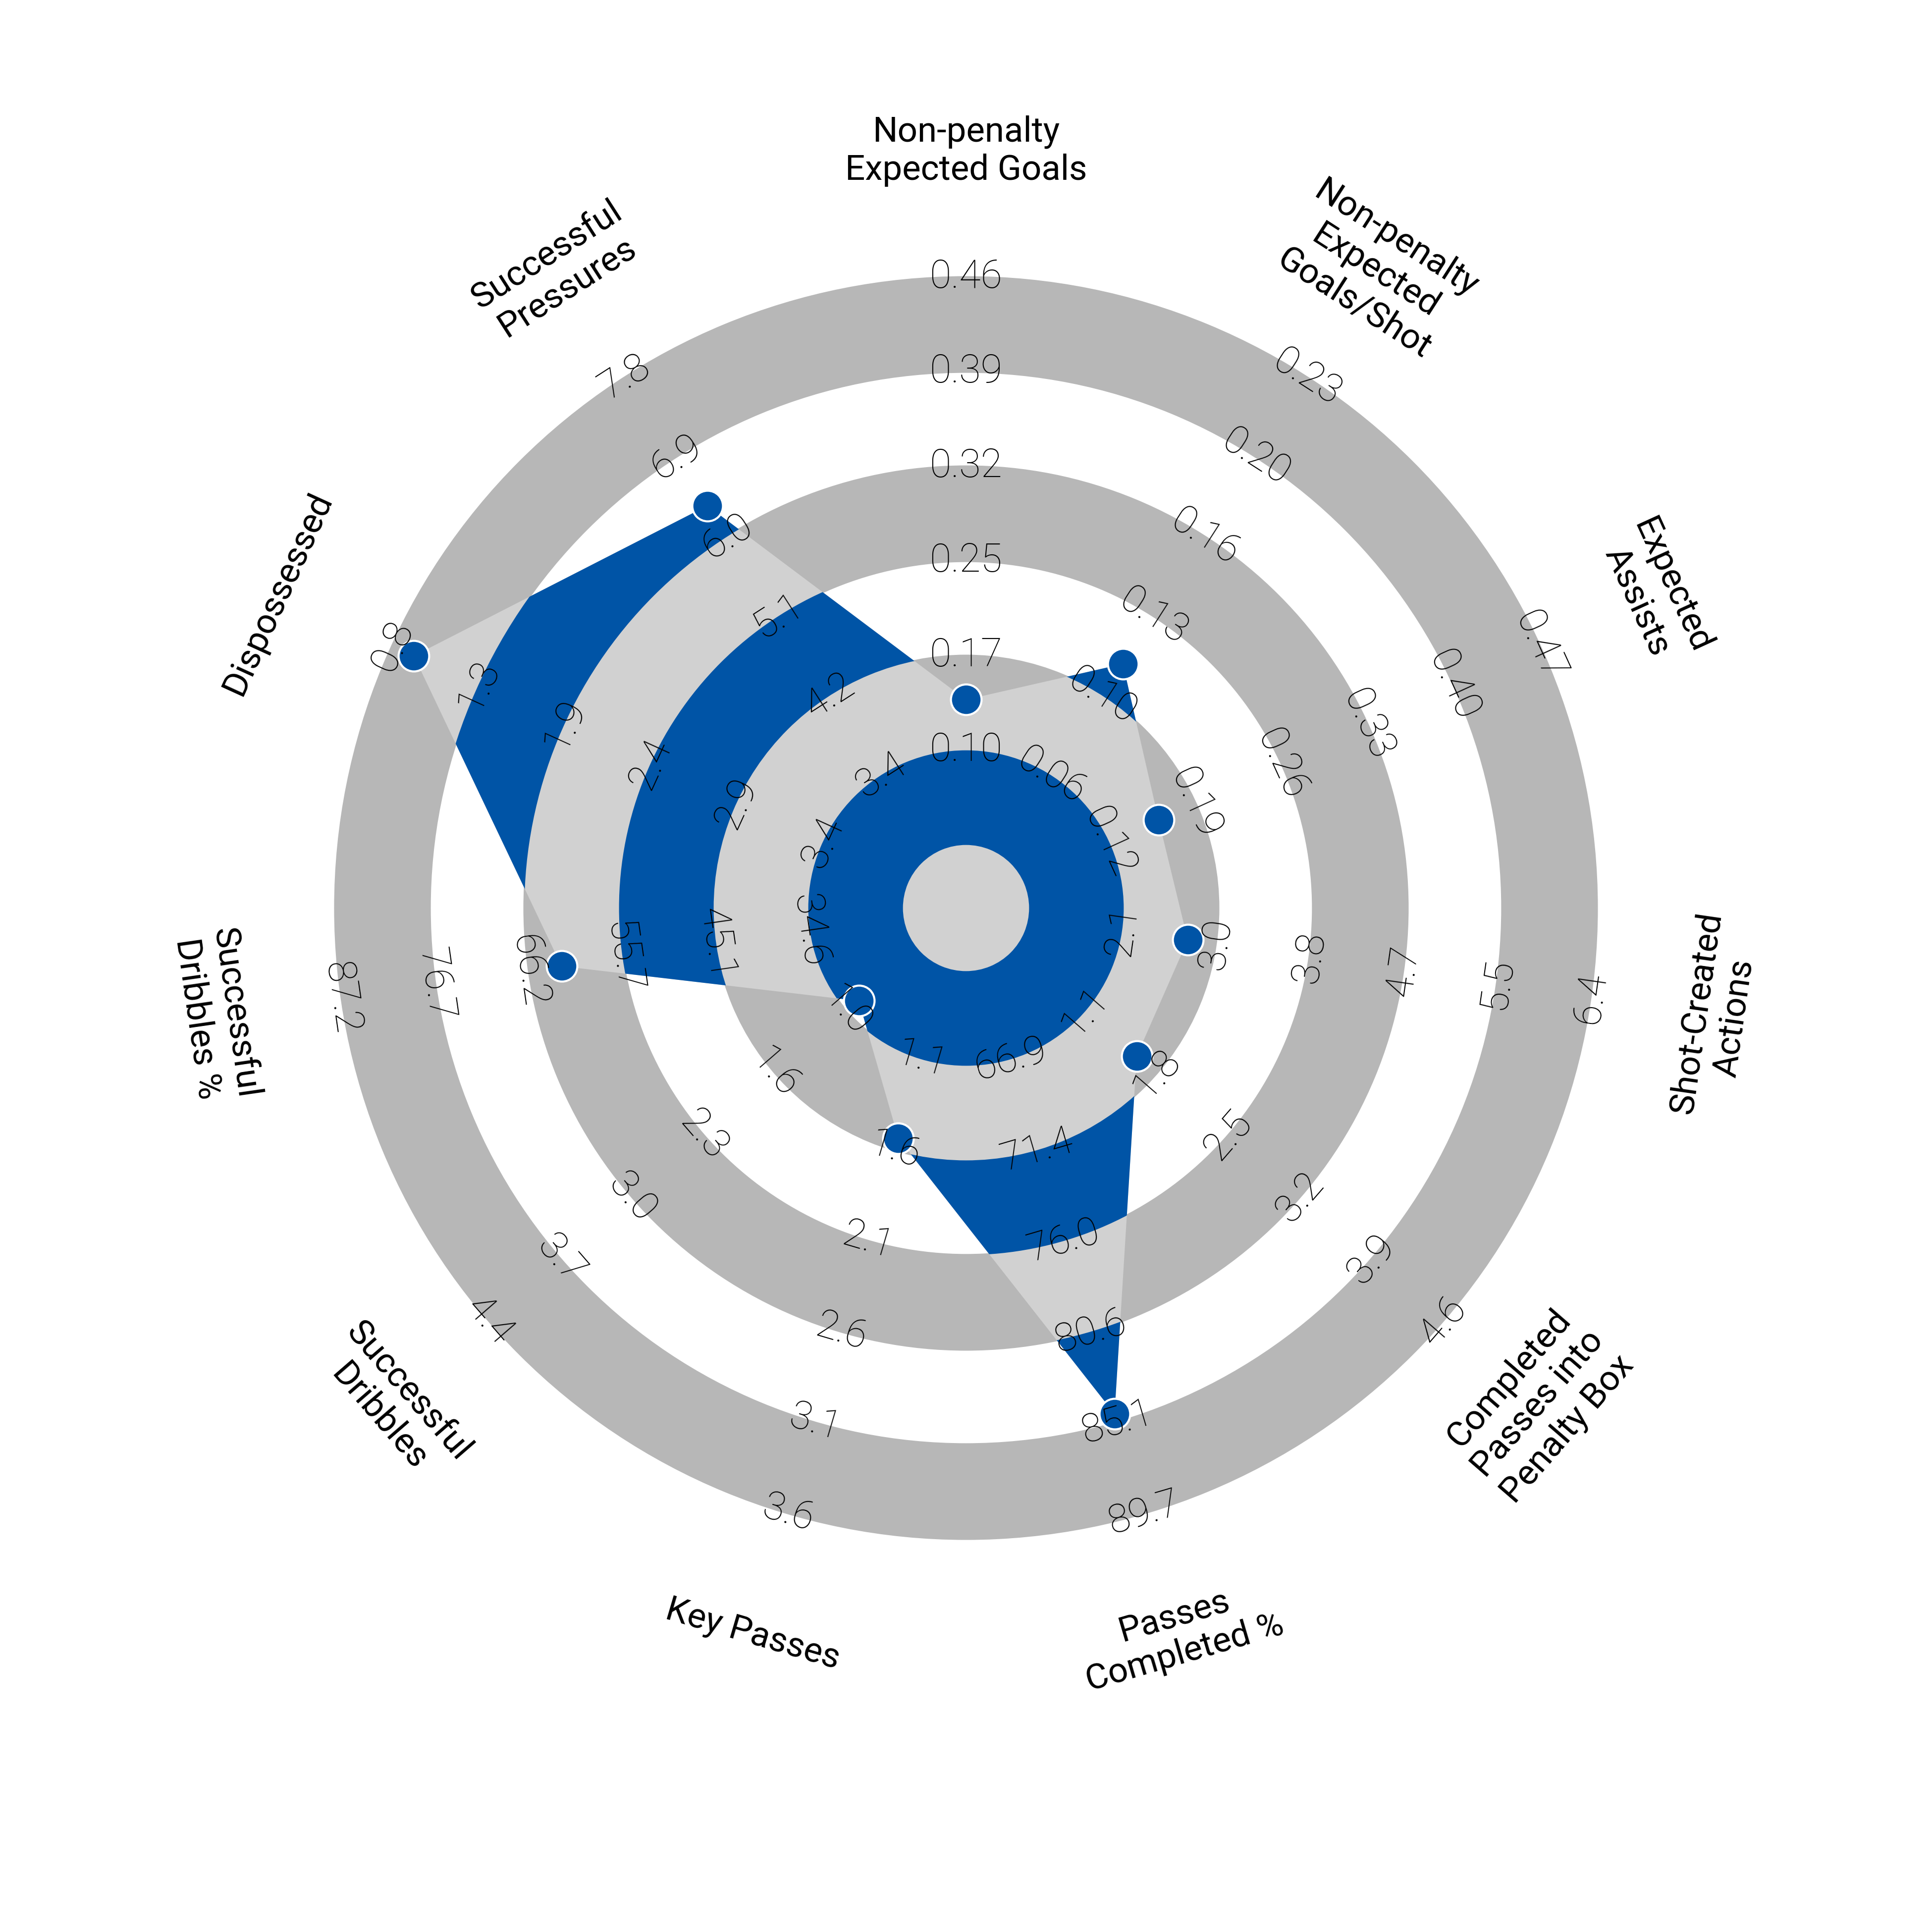 Non-penalty
Expected Goals
Non-penalty
Expected
Goals/Shot
Expected
Assists
Shot-Created
Actions
Completed
Passes into
Penalty Box
Passes
Completed %
Key Passes
Successful
Dribbles
Successful
Dribbles %
Dispossessed
Successful
Pressures
0.10
0.17
0.25
0.32
0.39
0.46
0.06
0.10
0.13
0.16
0.20
0.23
0.12
0.19
0.26
0.33
0.40
0.47
2.1
3.0
3.8
4.7
5.5
6.4
1.1
1.8
2.5
3.2
3.9
4.6
66.9
71.4
76.0
80.6
85.1
89.7
1.1
1.6
2.1
2.6
3.1
3.6
1.6
2.3
3.0
3.7
4.4
34.6
45.1
55.7
66.2
76.7
87.2
3.4
2.9
2.4
1.9
1.3
0.8
3.4
4.2
5.1
6.0
6.9
7.8